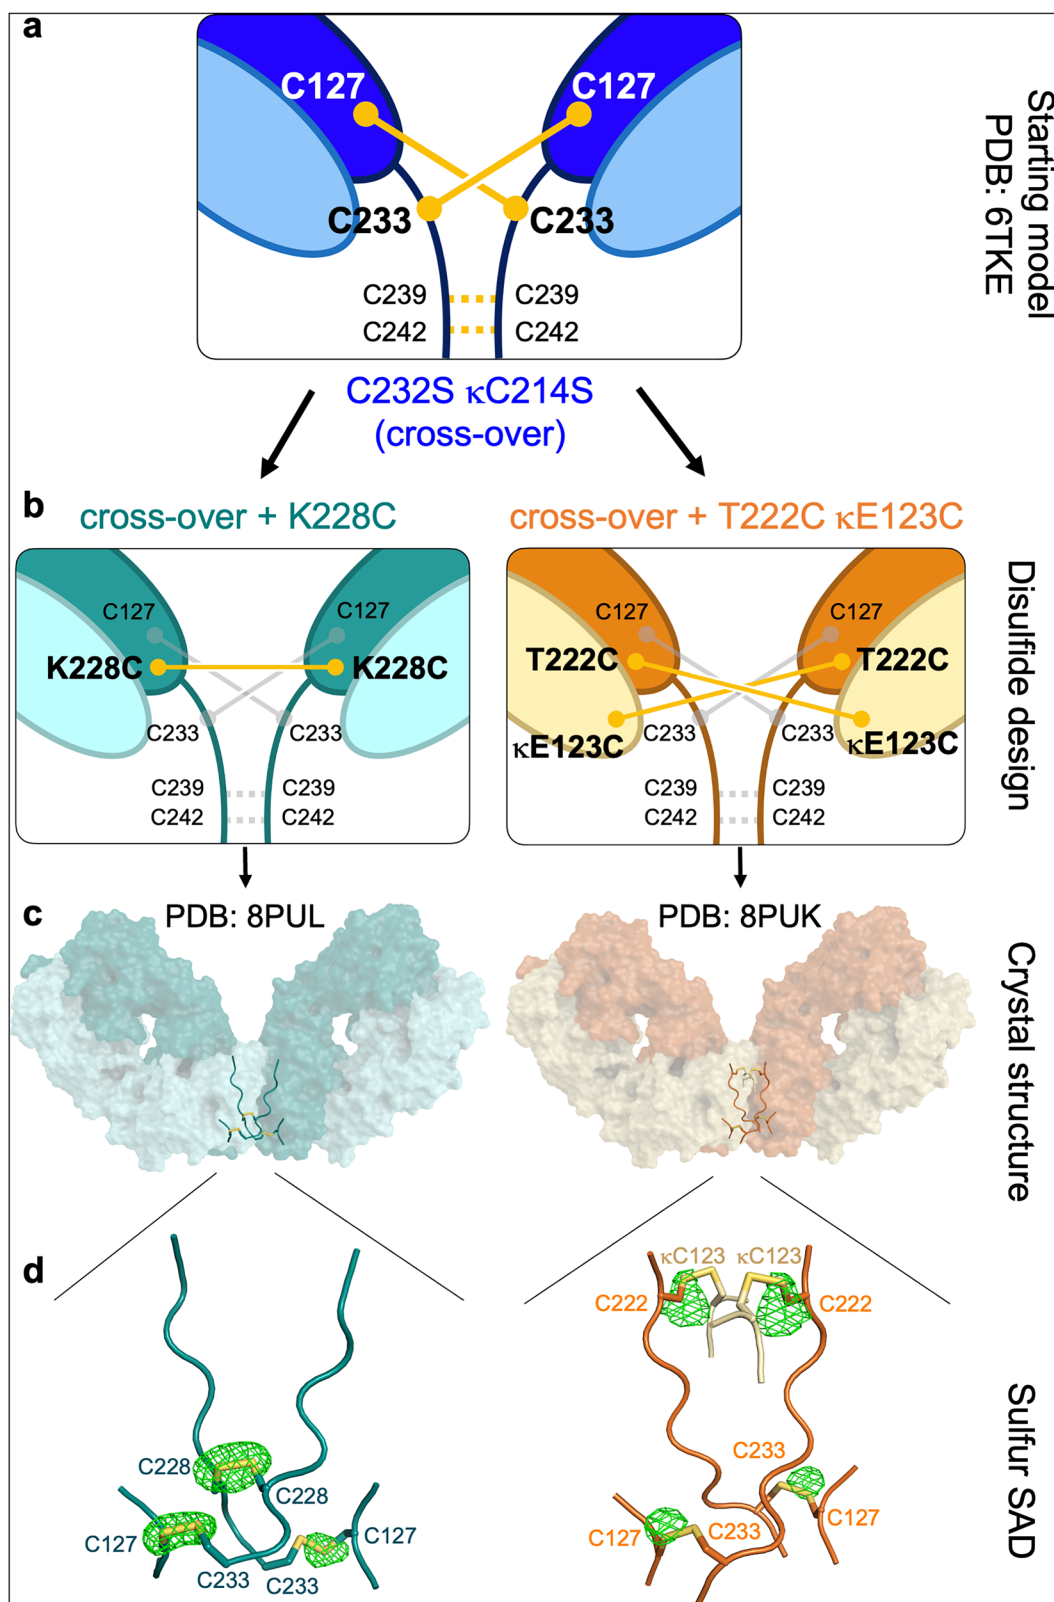 a
C127
C127
C233
C233
C239
C239
C242
C242
Starting model
PDB: 6TKE
C232S κC214S
(cross-over)
b
cross-over + K228C
cross-over + T222C κE123C
C127
C127
K228C
K228C
C233
C233
C239
C239
C242
C242
C127
C127
T222C
T222C
κE123C
C233
C233
κE123C
C239
C239
C242
C242
Disulfide design
c
PDB: 8PUL
PDB: 8PUK
Crystal structure
d
C228
C228
C127
C127
C233
C233
κC123
κC123
C222
C222
C233
C127
C233
C127
Sulfur SAD